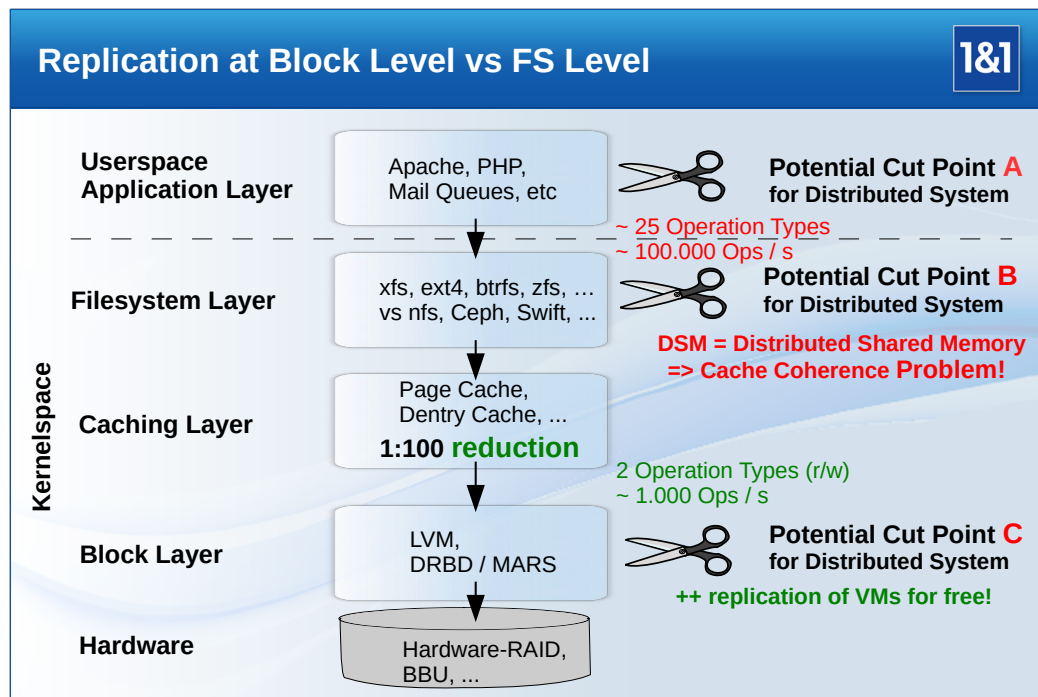 Replication at Block Level vs FS Level
1&1
Userspace
Application Layer
Apache, PHP,
Mail Queues, etc
Potential Cut Point A
for Distributed System
~ 25 Operation Types
~ 100.000 Ops / s
Filesystem Layer
xfs, ext4, btrfs, zfs, …
vs nfs, Ceph, Swift, ...
Potential Cut Point B
for Distributed System
DSM = Distributed Shared Memory
=> Cache Coherence Problem!
Kernelspace
Caching Layer
Page Cache,
Dentry Cache, ...
1:100 reduction
2 Operation Types (r/w)
~ 1.000 Ops / s
Block Layer
LVM,
DRBD / MARS
Potential Cut Point C
for Distributed System
++ replication of VMs for free!
Hardware
Hardware-RAID,
BBU, ...